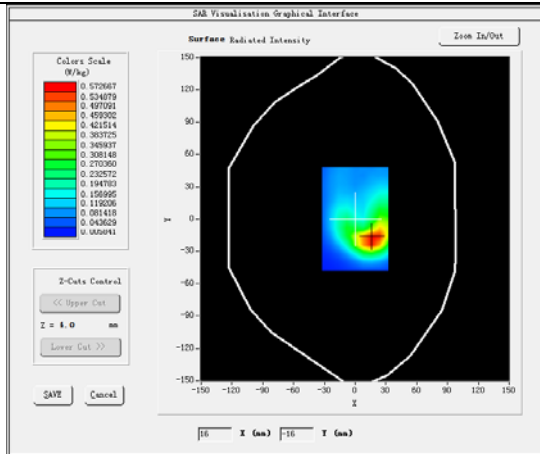 SAR Visualisation Graphical Interface
Surface Radiated Intensity
Zoom In/Out
Colors Scale
(W/kg)
0.572667
0.534879
0.497091
0.459302
0.421514
0.383725
0.345937
0.308148
0.270360
0.232572
0.194783
0.156995
0.119206
0.081418
0.043629
0.005841
Z-Cuts Control
<< Upper Cut
Z = 4.0 mm
Lower Cut >>
SAVE Cancel
150
120
90
60
30
0
-30
-60
-90
-120
-150
Y
-150 -120 -90 -60 -30 0 30 60 90 120 150
X
16 X (mm) -16 Y (mm)